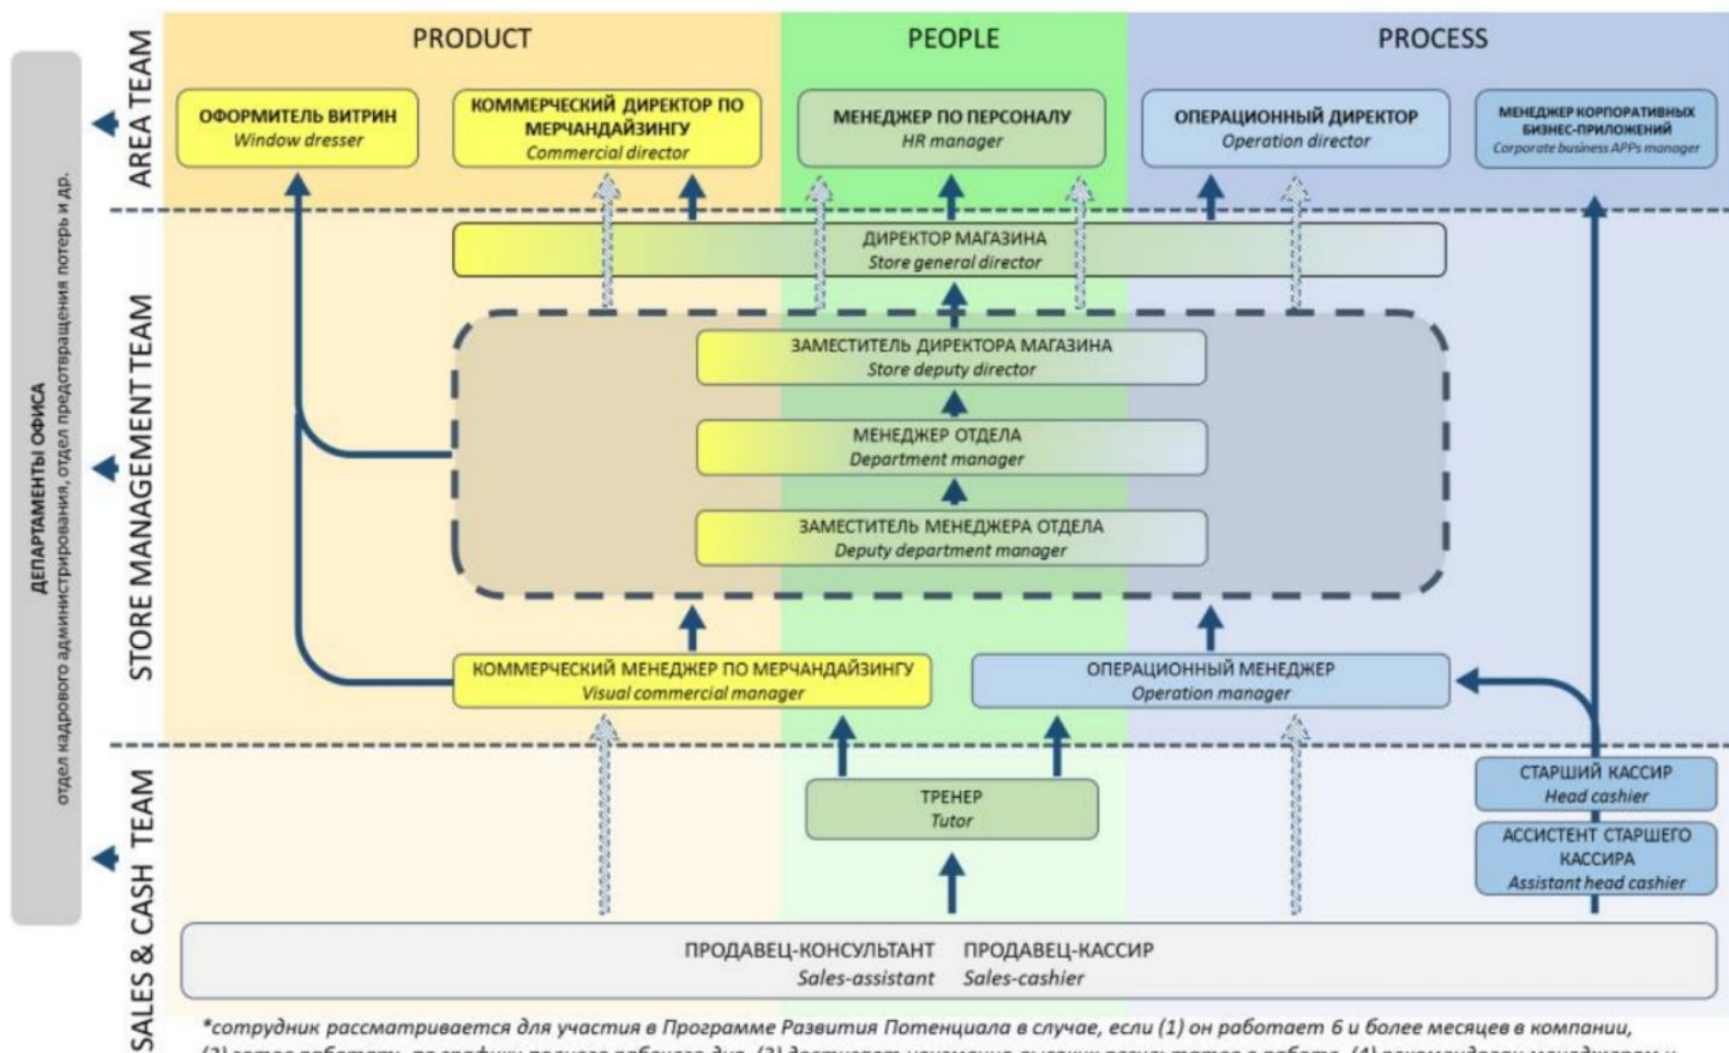 PRODUCT
PEOPLE
PROCESS
AREA TEAM
ОФОРМИТЕЛЬ ВИТРИН
Window dresser
КОММЕРЧЕСКИЙ ДИРЕКТОР ПО
МЕРЧАНДАЙЗИНГУ
Commercial director
МЕНЕДЖЕР ПО ПЕРСОНАЛУ
HR manager
ОПЕРАЦИОННЫЙ ДИРЕКТОР
Operation director
МЕНЕДЖЕР КОРПОРАТИВНЫХ
БИЗНЕС-ПРИЛОЖЕНИЙ
Corporate business APPs manager
ДЕПАРТАМЕНТЫ ОФИСА
отдел кадрового администрирования, отдел предотвращения потерь и др.
STORE MANAGEMENT TEAM
ДИРЕКТОР МАГАЗИНА
Store general director
ЗАМЕСТИТЕЛЬ ДИРЕКТОРА МАГАЗИНА
Store deputy director
МЕНЕДЖЕР ОТДЕЛА
Department manager
ЗАМЕСТИТЕЛЬ МЕНЕДЖЕРА ОТДЕЛА
Deputy department manager
КОММЕРЧЕСКИЙ МЕНЕДЖЕР ПО МЕРЧАНДАЙЗИНГУ
Visual commercial manager
ОПЕРАЦИОННЫЙ МЕНЕДЖЕР
Operation manager
SALES & CASH TEAM
ТРЕНЕР
Tutor
СТАРШИЙ КАССИР
Head cashier
АССИСТЕНТ СТАРШЕГО
КАССИРА
Assistant head cashier
ПРОДАВЕЦ-КОНСУЛЬТАНТ ПРОДАВЕЦ-КАССИР
Sales-assistant Sales-cashier
*сотрудник рассматривается для участия в Программе Развития Потенциала в случае, если (1) он работает 6 и более месяцев в компании,